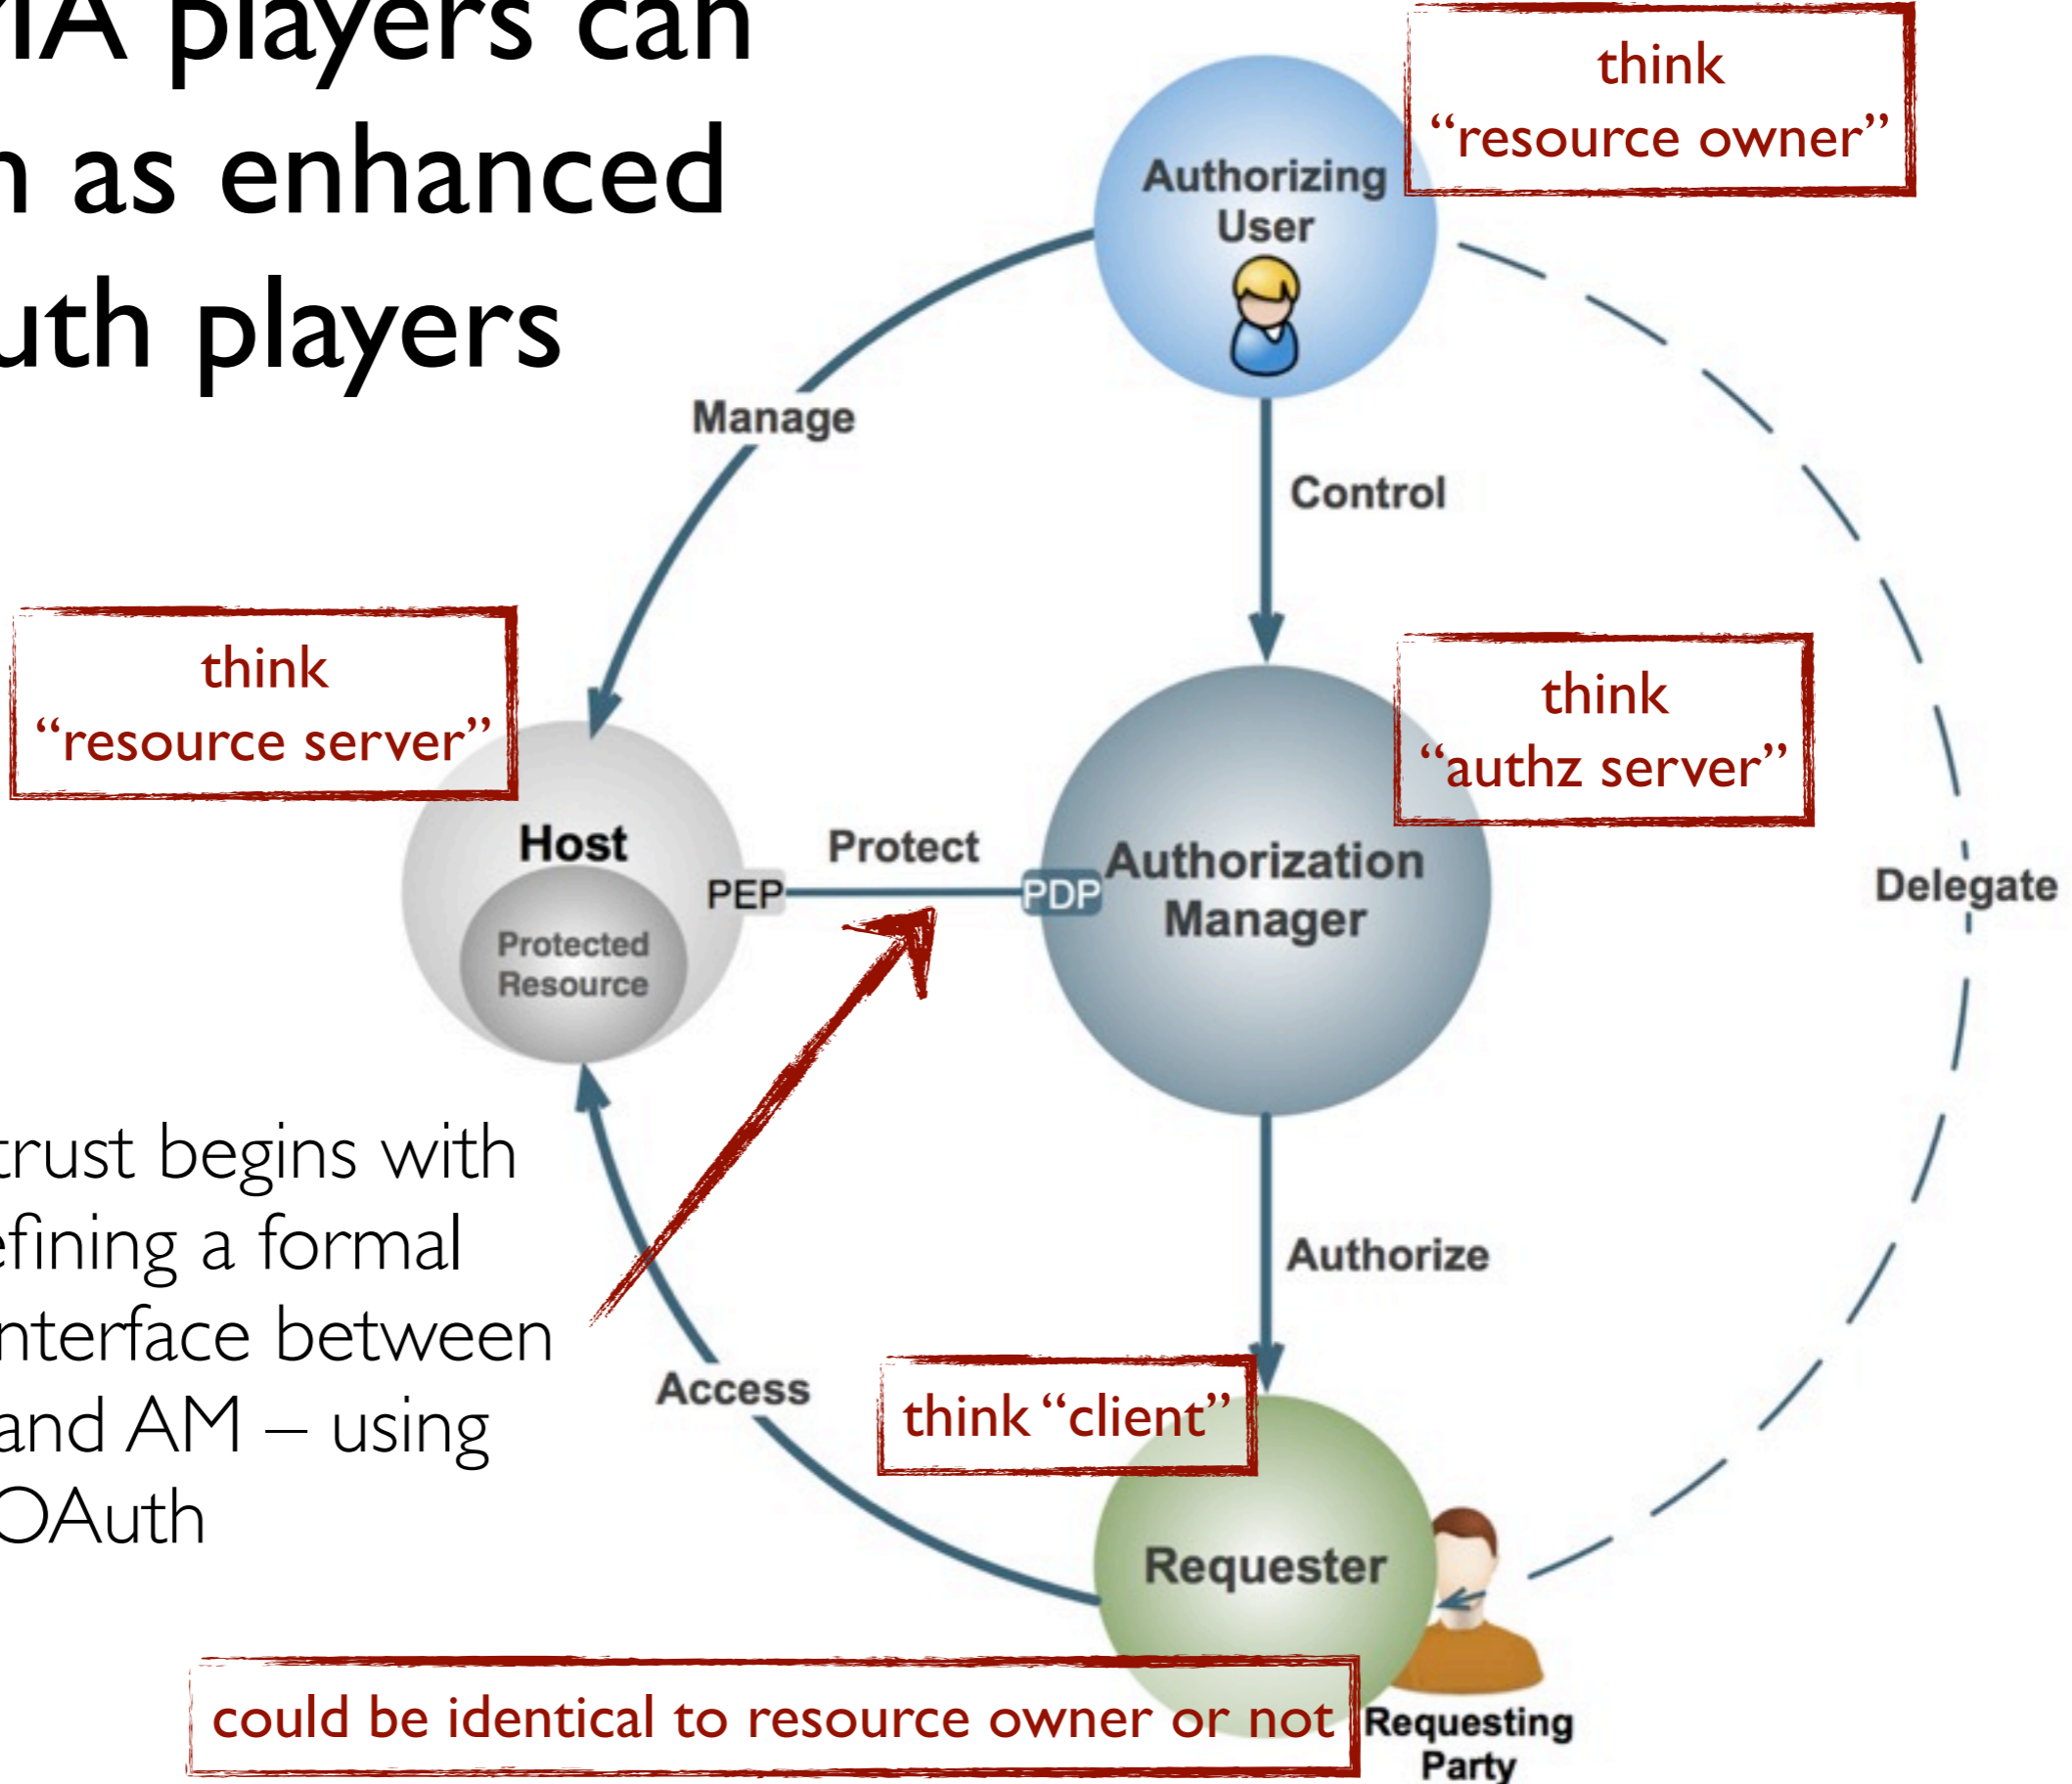 MA players can
n as enhanced
uth players
think
“resource owner”
Authorizing
User
Manage
Control
think
“resource server”
think
“authz server”
Host
Protect
PEP
PDP
Authorization
Manager
Delegate
Protected
Resource
trust begins with
efining a formal
nterface between
and AM – using
OAuth
Authorize
Access
think “client”
Requester
could be identical to resource owner or not
Requesting
Party